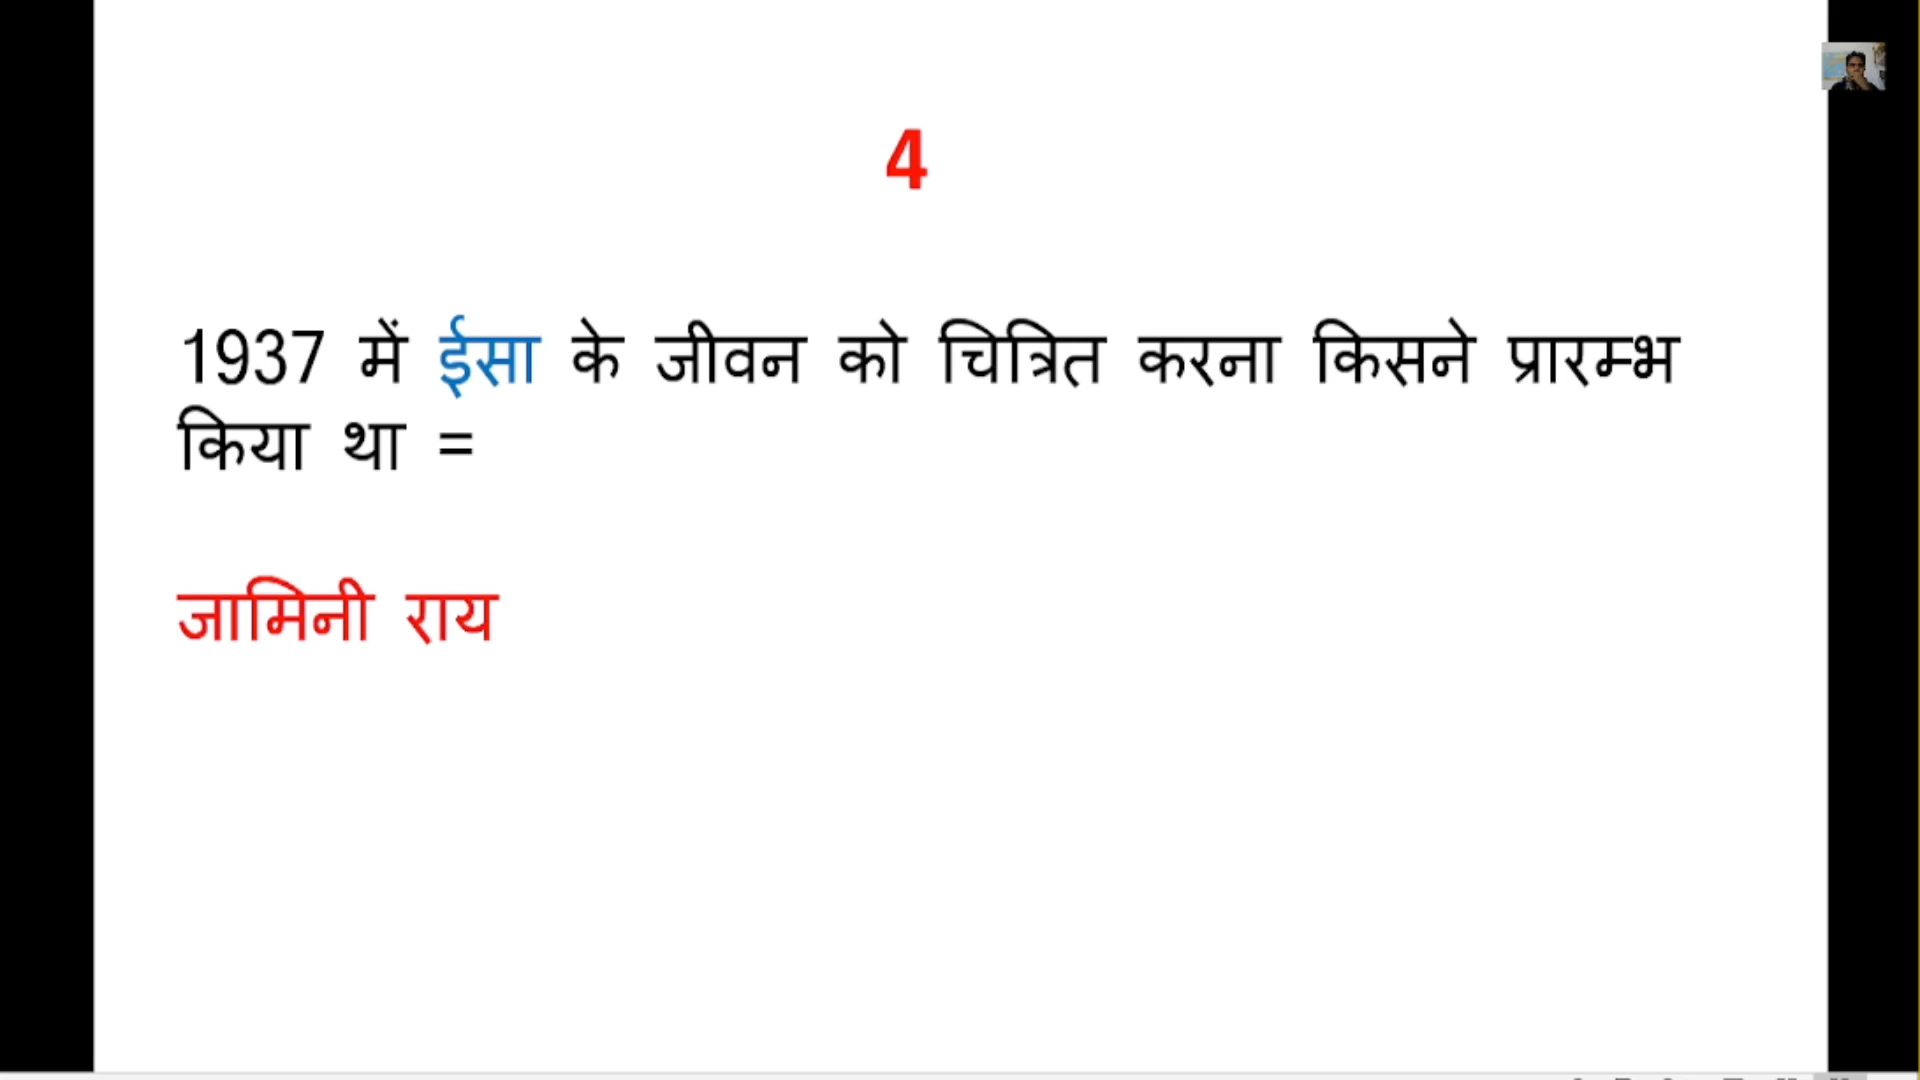 4
1937 में ईसा के जीवन को चित्रित करना किसने प्रारम्भ
किया था =
जामिनी राय